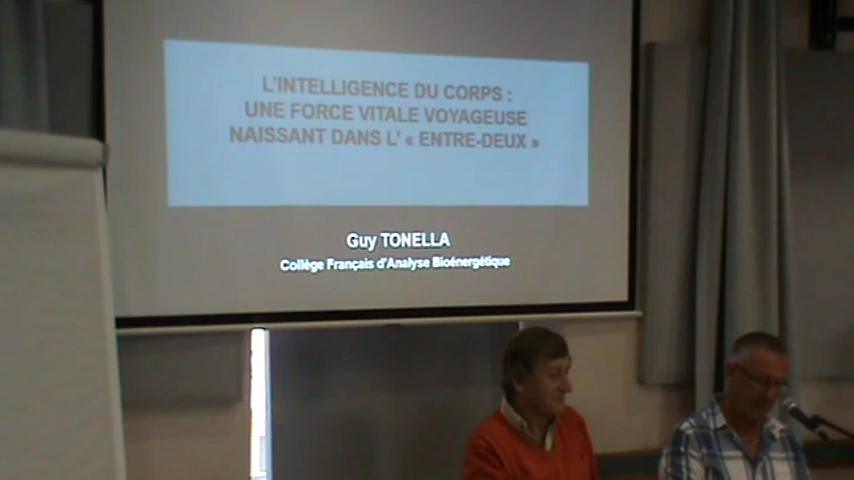 L'INTELLIGENCE DU CORPS :
UNE FORCE VITALE VOYAGEUSE
NAISSANT DANS L' « ENTRE-DEUX »
Guy TONELLA
Collège Français d'Analyse Bioénergétique